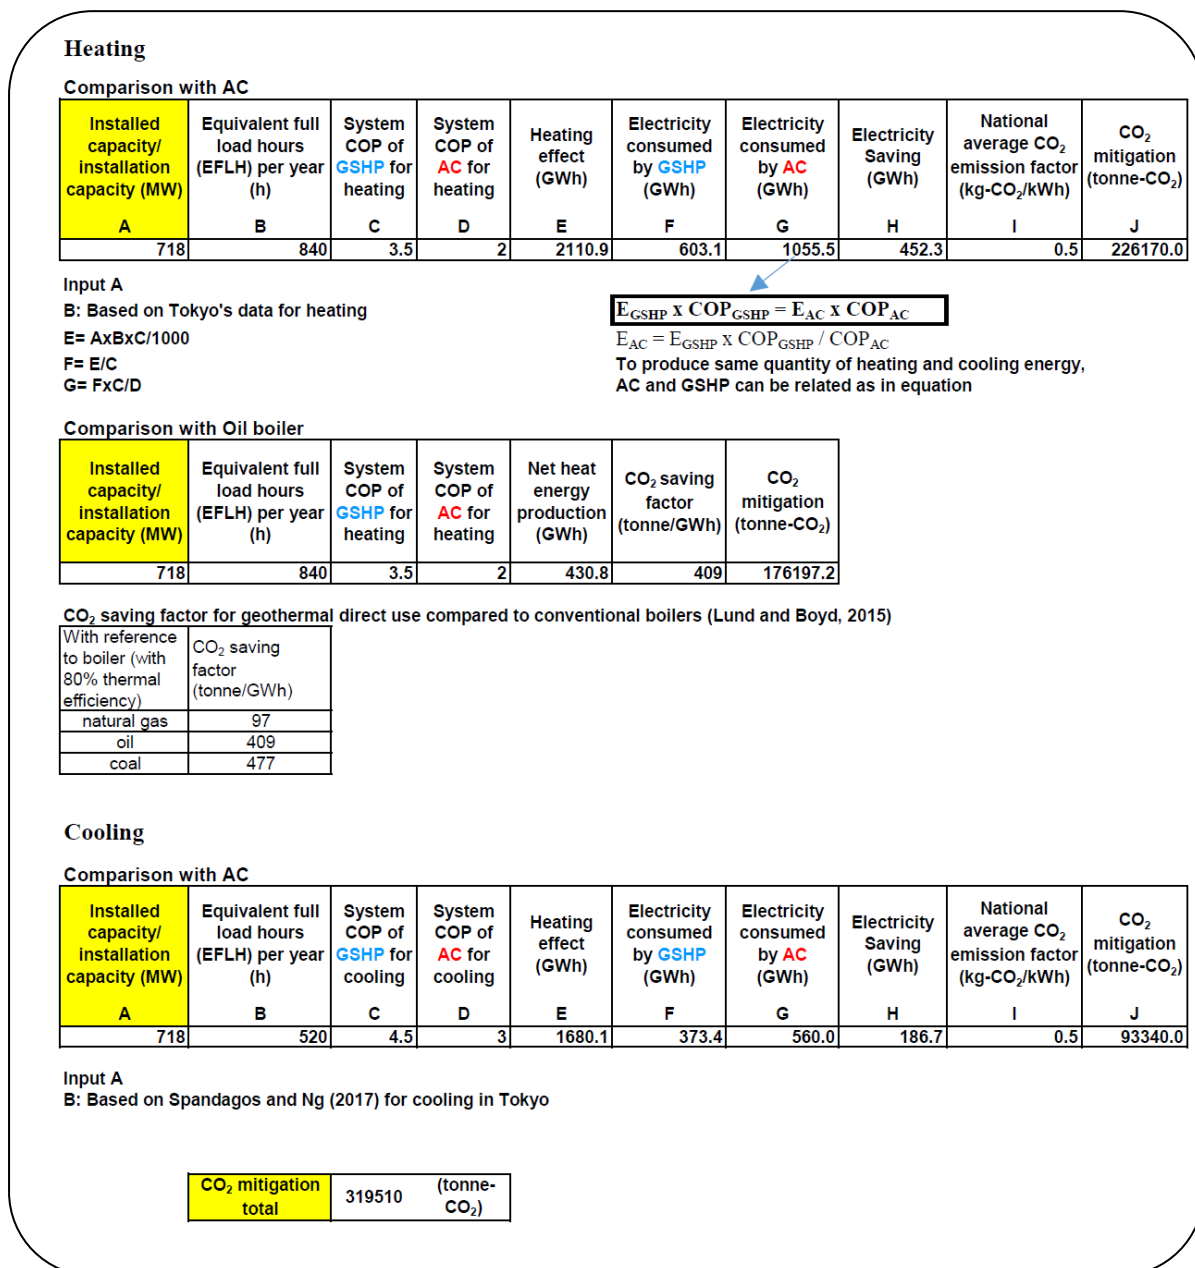 Heating
Comparison with AC
Installed capacity/ installation capacity (MW) | Equivalent full load hours (EFLH) per year (h) | System COP of GSHP for heating | System COP of AC for heating | Heating effect (GWh) | Electricity consumed by GSHP (GWh) | Electricity consumed by AC (GWh) | Electricity Saving (GWh) | National average CO₂ emission factor (kg-CO₂/kWh) | CO₂ mitigation (tonne-CO₂)
A | B | C | D | E | F | G | H | I | J
718 | 840 | 3.5 | 2 | 2110.9 | 603.1 | 1055.5 | 452.3 | 0.5 | 226170.0
Input A
B: Based on Tokyo's data for heating
E= AxBxC/1000
F= E/C
G= FxC/D
E_GSHP x COP_GSHP = E_AC x COP_AC
E_AC = E_GSHP x COP_GSHP / COP_AC
To produce same quantity of heating and cooling energy,
AC and GSHP can be related as in equation
Comparison with Oil boiler
Installed capacity/ installation capacity (MW) | Equivalent full load hours (EFLH) per year (h) | System COP of GSHP for heating | System COP of AC for heating | Net heat energy production (GWh) | CO₂ saving factor (tonne/GWh) | CO₂ mitigation (tonne-CO₂)
718 | 840 | 3.5 | 2 | 430.8 | 409 | 176197.2
CO₂ saving factor for geothermal direct use compared to conventional boilers (Lund and Boyd, 2015)
With reference to boiler (with 80% thermal efficiency) | CO₂ saving factor (tonne/GWh)
natural gas | 97
oil | 409
coal | 477
Cooling
Comparison with AC
Installed capacity/ installation capacity (MW) | Equivalent full load hours (EFLH) per year (h) | System COP of GSHP for cooling | System COP of AC for cooling | Heating effect (GWh) | Electricity consumed by GSHP (GWh) | Electricity consumed by AC (GWh) | Electricity Saving (GWh) | National average CO₂ emission factor (kg-CO₂/kWh) | CO₂ mitigation (tonne-CO₂)
A | B | C | D | E | F | G | H | I | J
718 | 520 | 4.5 | 3 | 1680.1 | 373.4 | 560.0 | 186.7 | 0.5 | 93340.0
Input A
B: Based on Spandagos and Ng (2017) for cooling in Tokyo
CO₂ mitigation total | 319510 | (tonne-CO₂)